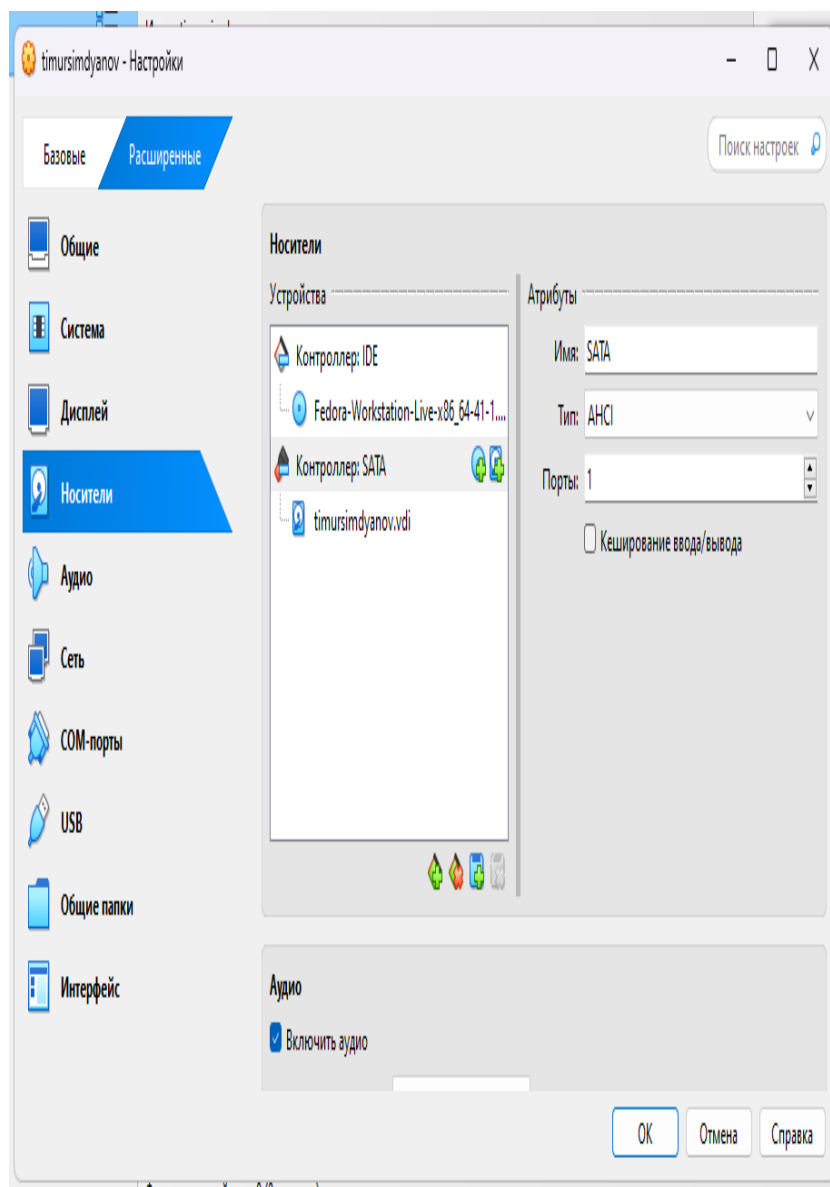 timursimdyanov - Настройки
Базовые
Расширенные
Поиск настроек
Общие
Система
Дисплей
Носители
Аудио
Сеть
COM-порты
USB
Общие папки
Интерфейс
Носители
Устройства
Контроллер: IDE
Fedora-Workstation-Live-x86_64-41-1....
Контроллер: SATA
timursimdyanov.vdi
Атрибуты
Имя: SATA
Тип: AHCI
Порты: 1
Кеширование ввода/вывода
Аудио
Включить аудио
OK
Отмена
Справка